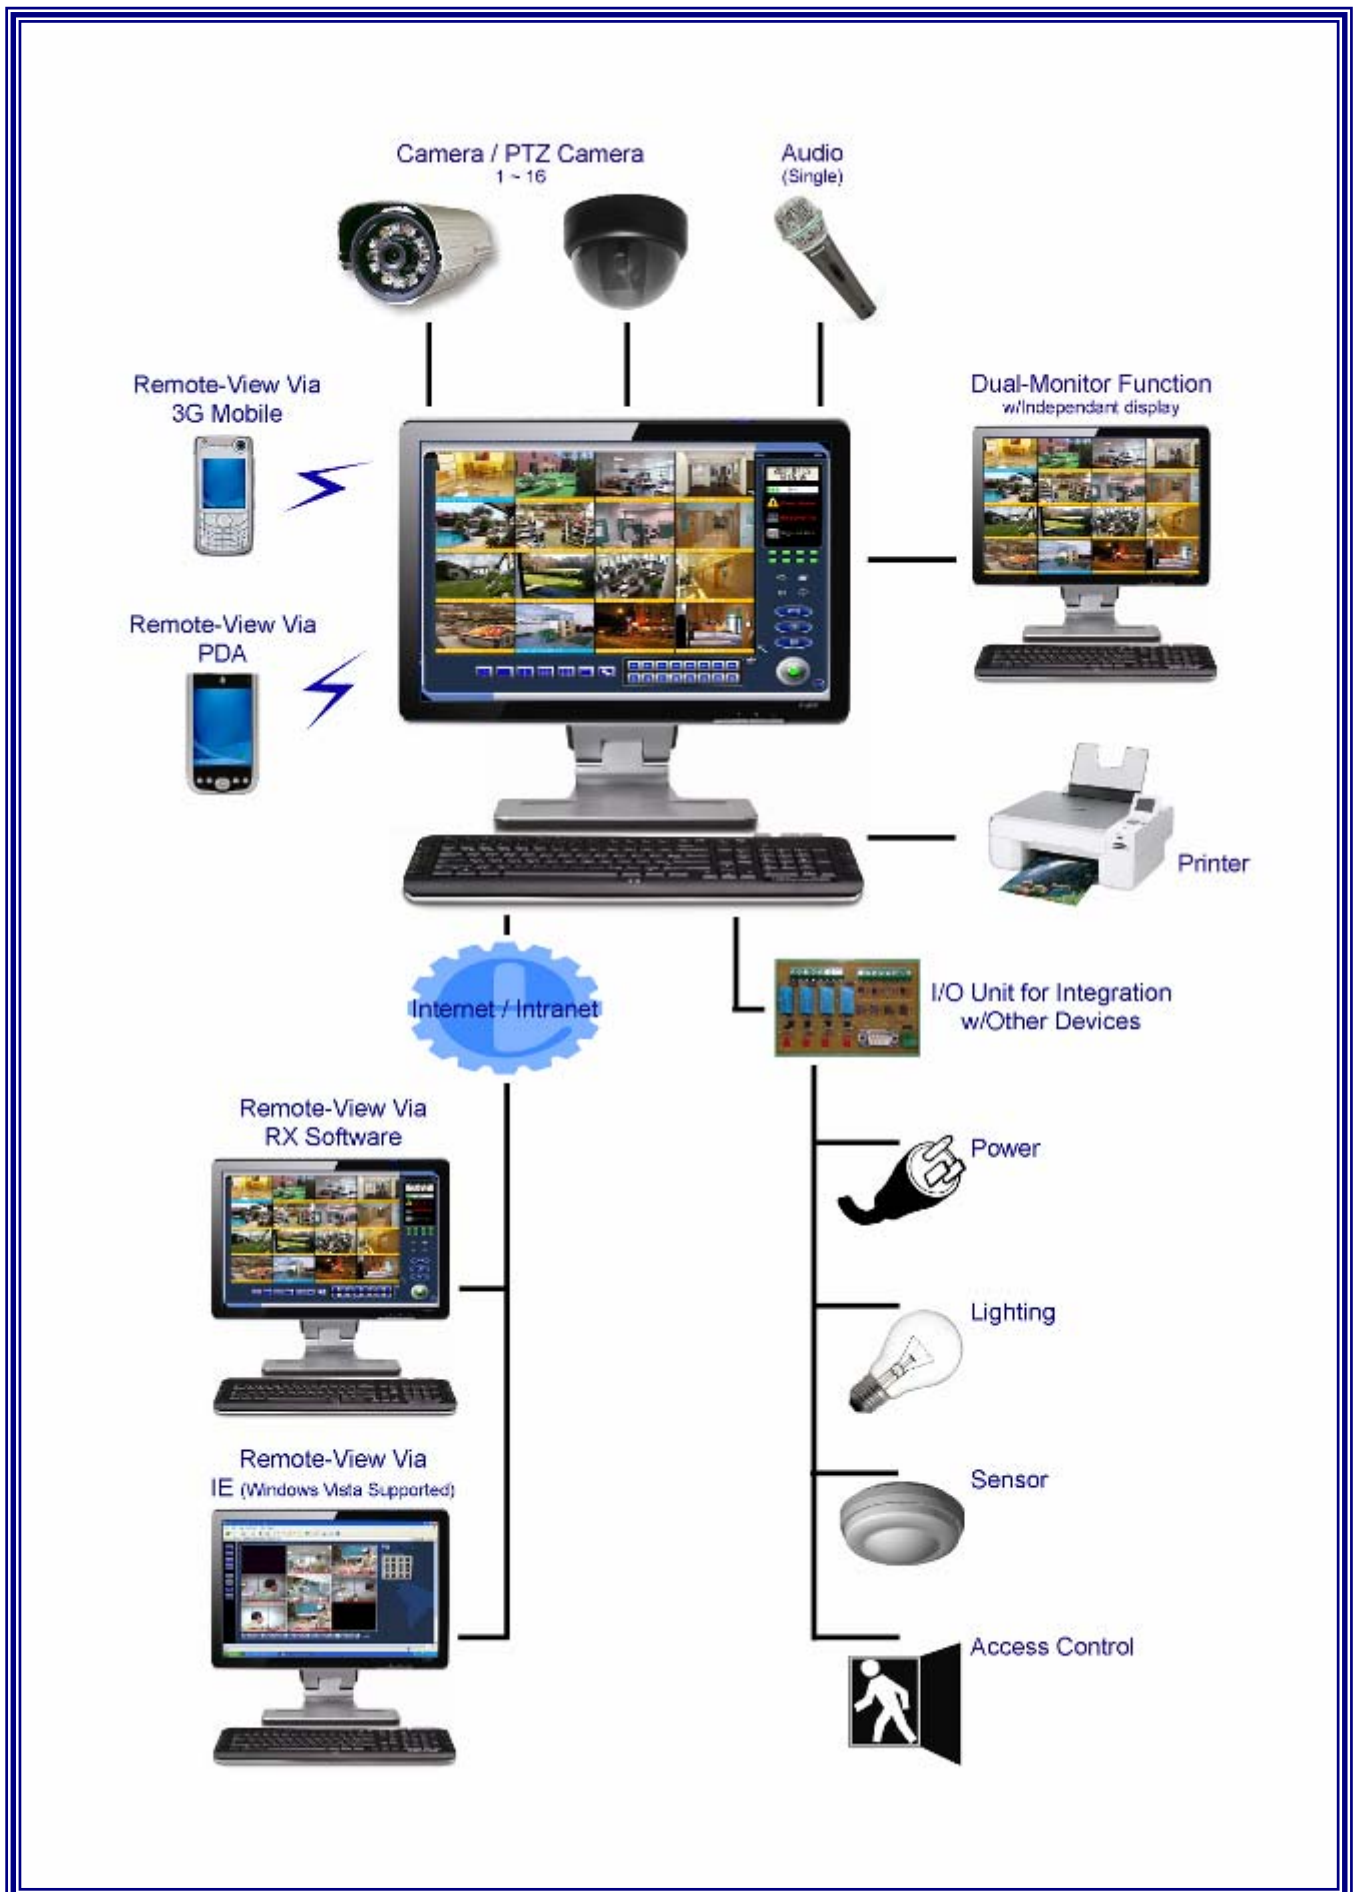 Camera / PTZ Camera
1 ~ 16
Audio
(Single)
Remote-View Via
3G Mobile
Dual-Monitor Function
w/Independant display
Remote-View Via
PDA
Printer
Internet / Intranet
I/O Unit for Integration
w/Other Devices
Remote-View Via
RX Software
Power
Lighting
Remote-View Via
IE (Windows Vista Supported)
Sensor
Access Control